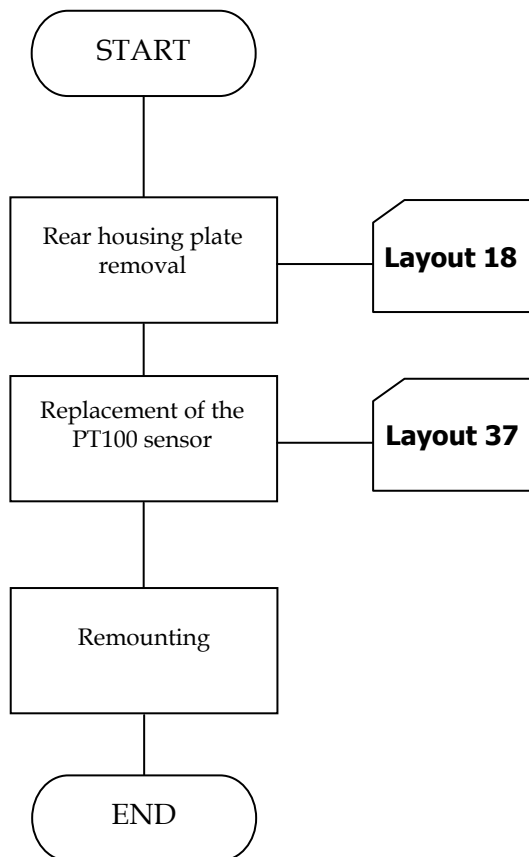 START
Rear housing plate
removal
Layout 18
Replacement of the
PT100 sensor
Layout 37
Remounting
END